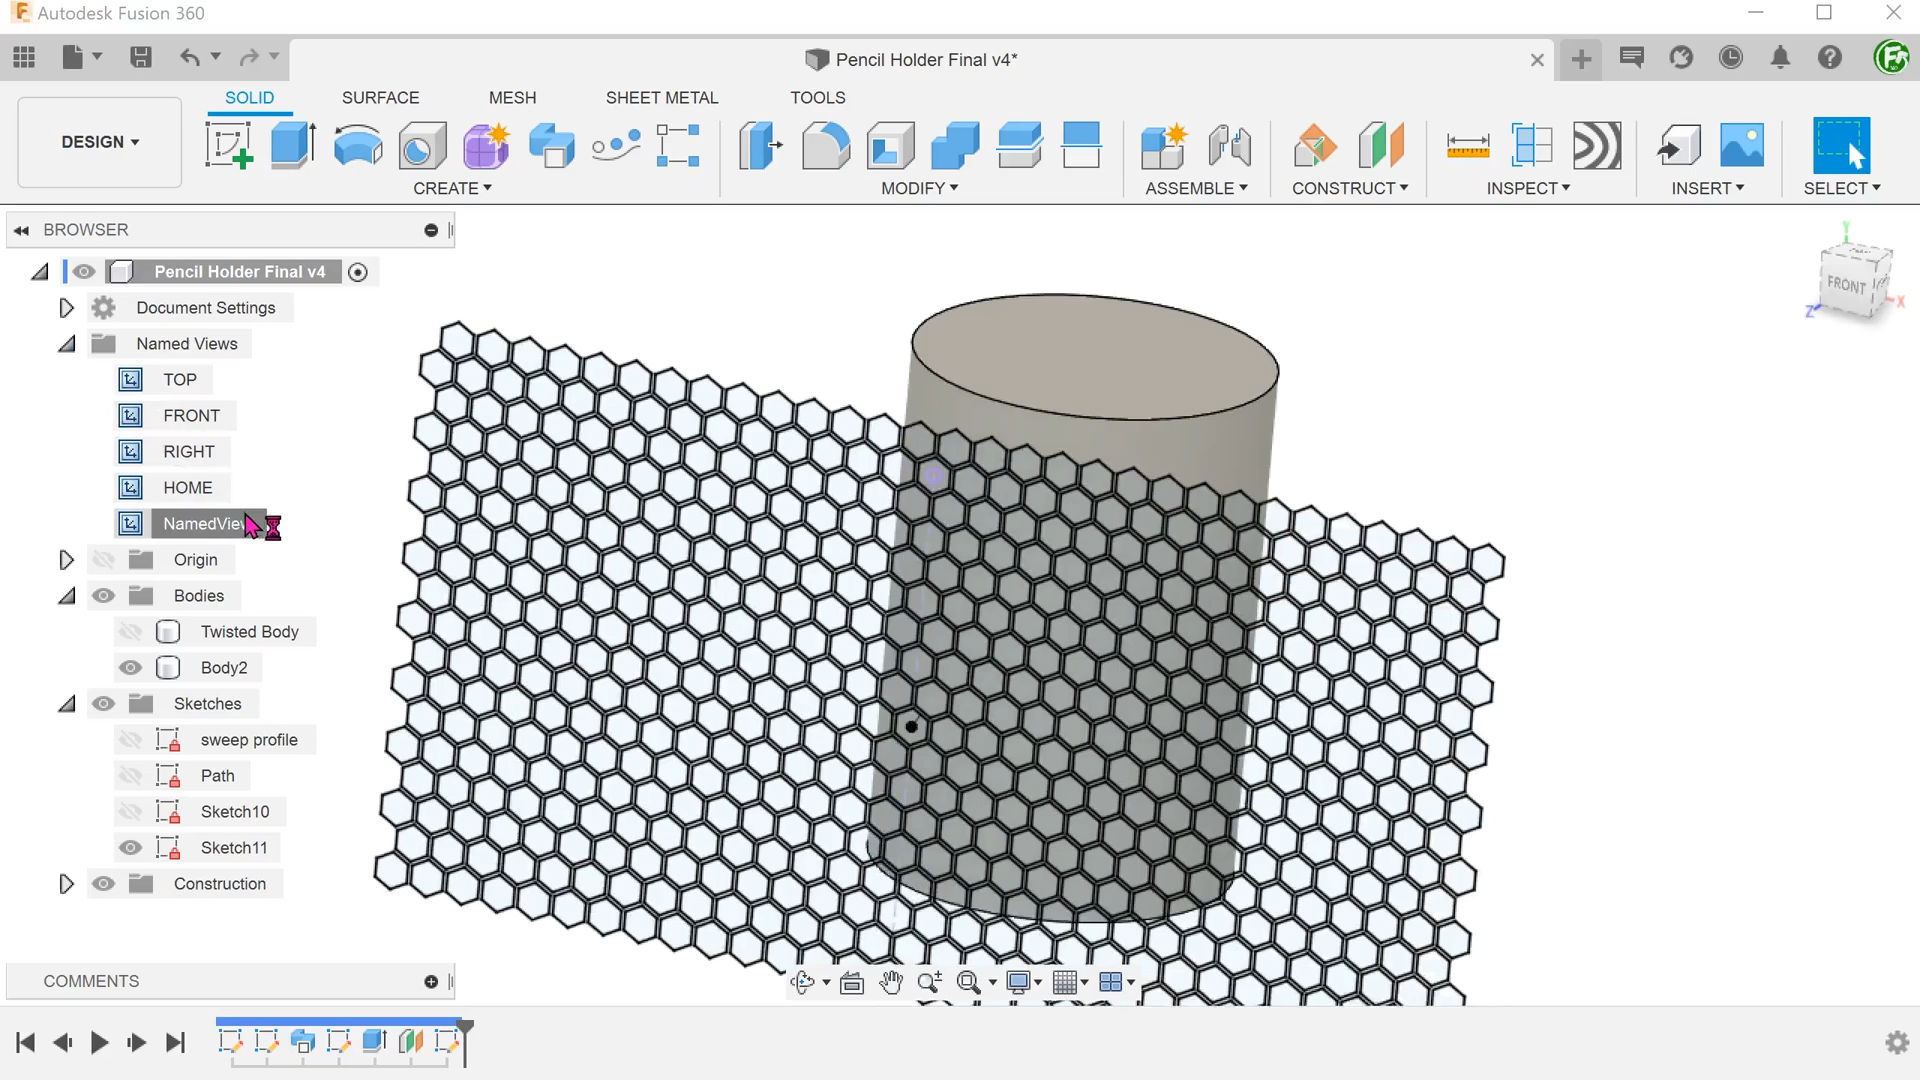 Autodesk Fusion 360
Pencil Holder Final v4*
SOLID SURFACE MESH SHEET METAL TOOLS
DESIGN
CREATE MODIFY ASSEMBLE CONSTRUCT INSPECT INSERT SELECT
BROWSER
Pencil Holder Final v4
Document Settings
Named Views
TOP
FRONT
RIGHT
HOME
NamedView
Origin
Bodies
Twisted Body
Body2
Sketches
sweep profile
Path
Sketch10
Sketch11
Construction
Y
FRONT
Z
X
COMMENTS